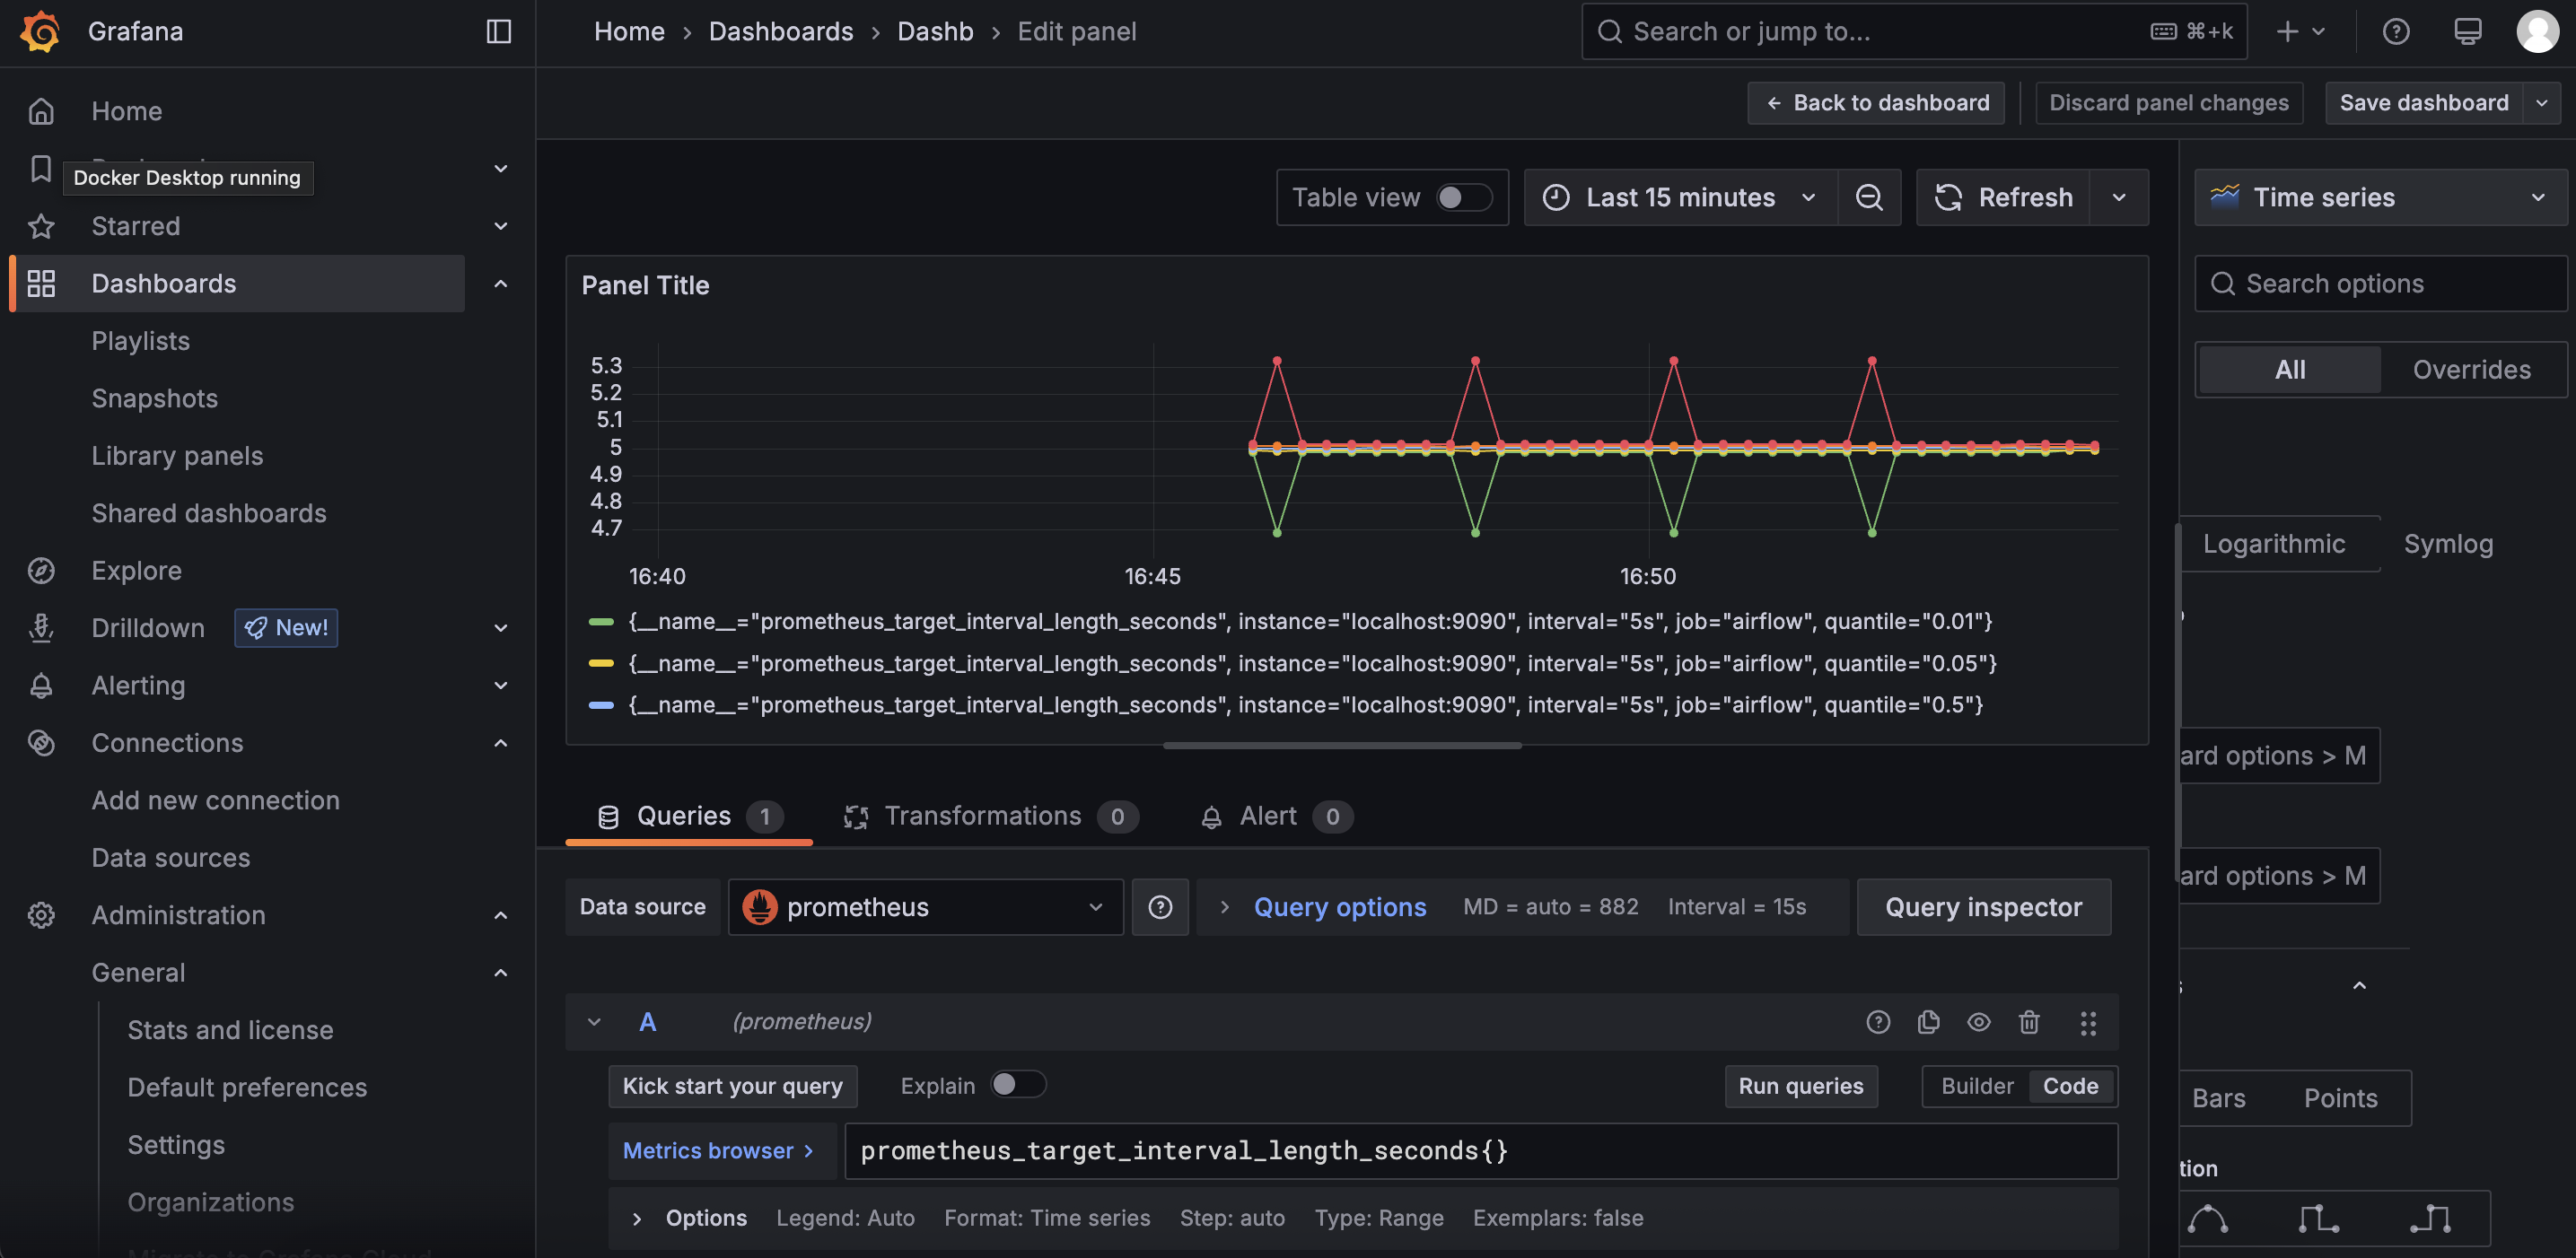 Grafana
Home › Dashboards › Dashb › Edit panel
Search or jump to...
⌘+k
Back to dashboard
Discard panel changes
Save dashboard
Home
Docker Desktop running
Starred
Dashboards
Playlists
Snapshots
Library panels
Shared dashboards
Explore
Drilldown
New!
Alerting
Connections
Add new connection
Data sources
Administration
General
Stats and license
Default preferences
Settings
Organizations
Migrate to Grafana Cloud
Table view
Last 15 minutes
Refresh
Panel Title
5.3
5.2
5.1
5
4.9
4.8
4.7
16:40 16:45 16:50
{__name__="prometheus_target_interval_length_seconds", instance="localhost:9090", interval="5s", job="airflow", quantile="0.01"}
{__name__="prometheus_target_interval_length_seconds", instance="localhost:9090", interval="5s", job="airflow", quantile="0.05"}
{__name__="prometheus_target_interval_length_seconds", instance="localhost:9090", interval="5s", job="airflow", quantile="0.5"}
Queries 1
Transformations 0
Alert 0
Data source
prometheus
Query options MD = auto = 882 Interval = 15s
Query inspector
A (prometheus)
Kick start your query
Explain
Run queries
Builder Code
Metrics browser >
prometheus_target_interval_length_seconds{}
Options Legend: Auto Format: Time series Step: auto Type: Range Exemplars: false
Time series
Search options
All Overrides
Logarithmic Symlog
ard options > M
ard options > M
Bars Points
tion